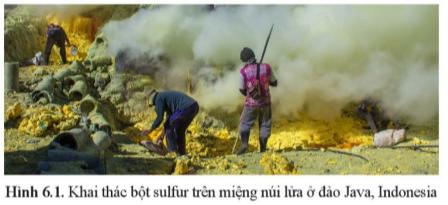 Hình 6.1. Khai thác bột sulfur trên miệng núi lửa ở đảo Java, Indonesia